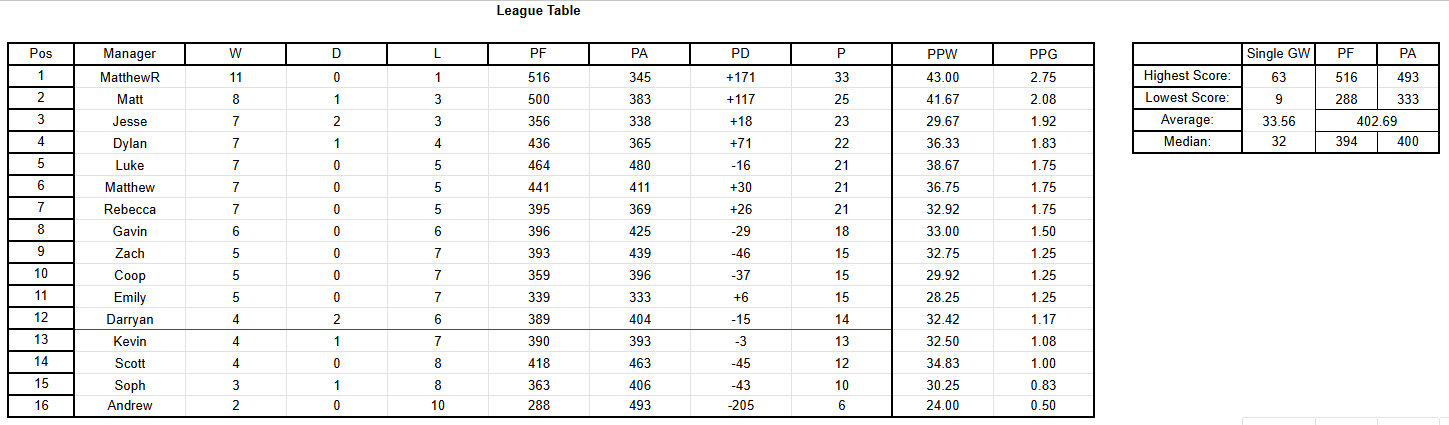 League Table
Pos Manager W D L PF PA PD P PPW PPG
1 MatthewR 11 0 1 516 345 +171 33 43.00 2.75
2 Matt 8 1 3 500 383 +117 25 41.67 2.08
3 Jesse 7 2 3 356 338 +18 23 29.67 1.92
4 Dylan 7 1 4 436 365 +71 22 36.33 1.83
5 Luke 7 0 5 464 480 -16 21 38.67 1.75
6 Matthew 7 0 5 441 411 +30 21 36.75 1.75
7 Rebecca 7 0 5 395 369 +26 21 32.92 1.75
8 Gavin 6 0 6 396 425 -29 18 33.00 1.50
9 Zach 5 0 7 393 439 -46 15 32.75 1.25
10 Coop 5 0 7 359 396 -37 15 29.92 1.25
11 Emily 5 0 7 339 333 +6 15 28.25 1.25
12 Darryan 4 2 6 389 404 -15 14 32.42 1.17
13 Kevin 4 1 7 390 393 -3 13 32.50 1.08
14 Scott 4 0 8 418 463 -45 12 34.83 1.00
15 Soph 3 1 8 363 406 -43 10 30.25 0.83
16 Andrew 2 0 10 288 493 -205 6 24.00 0.50
Single GW PF PA
Highest Score: 63 516 493
Lowest Score: 9 288 333
Average: 33.56 402.69
Median: 32 394 400